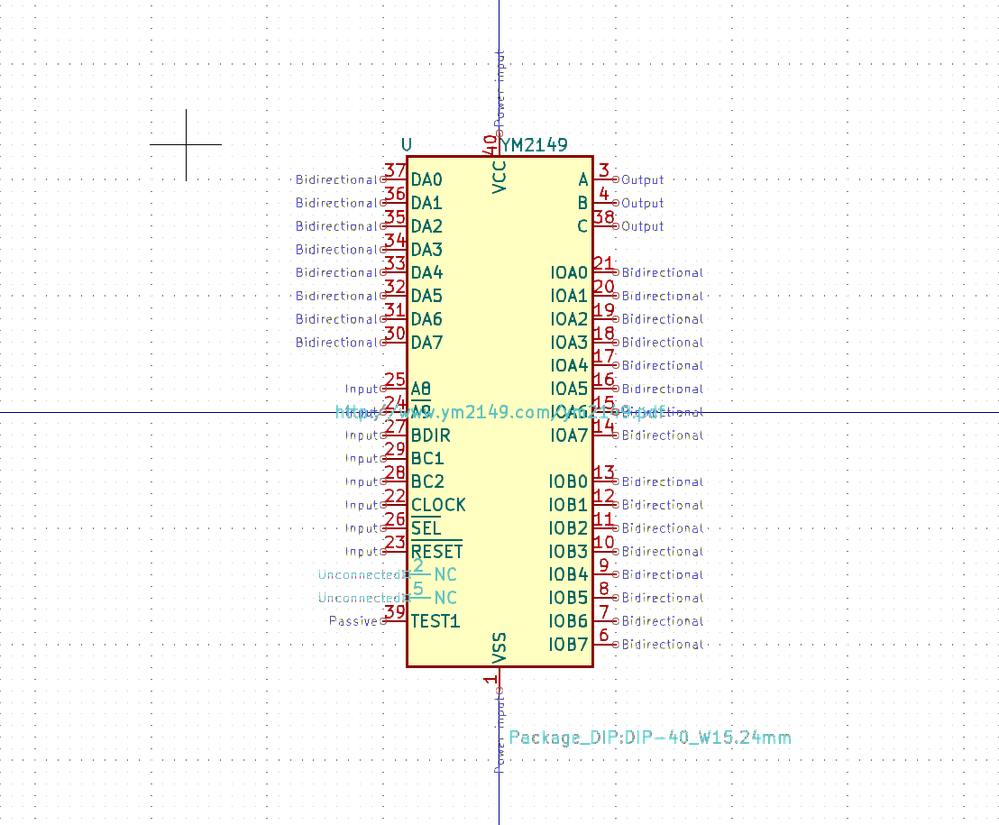 Power input
40
U YM2149
VCC
Bidirectional 37 DA0 A 3 Output
Bidirectional 36 DA1 B 4 Output
Bidirectional 35 DA2 C 38 Output
Bidirectional 34 DA3
Bidirectional 33 DA4 IOA0 21 Bidirectional
Bidirectional 32 DA5 IOA1 20 Bidirectional
Bidirectional 31 DA6 IOA2 19 Bidirectional
Bidirectional 30 DA7 IOA3 18 Bidirectional
IOA4 17 Bidirectional
Input 25 A8 IOA5 16 Bidirectional
24 A9 IOA6 15
https://www.ym2149.com/ym2149.pdf
Input 27 BDIR IOA7 14 Bidirectional
Input 29 BC1
Input 28 BC2 IOB0 13 Bidirectional
Input 22 CLOCK IOB1 12 Bidirectional
Input 26 SEL IOB2 11 Bidirectional
Input 23 RESET IOB3 10 Bidirectional
Unconnected 2 NC IOB4 9 Bidirectional
Unconnected 5 NC IOB5 8 Bidirectional
Passive 39 TEST1 IOB6 7 Bidirectional
IOB7 6 Bidirectional
VSS
1
Power input
Package_DIP:DIP-40_W15.24mm